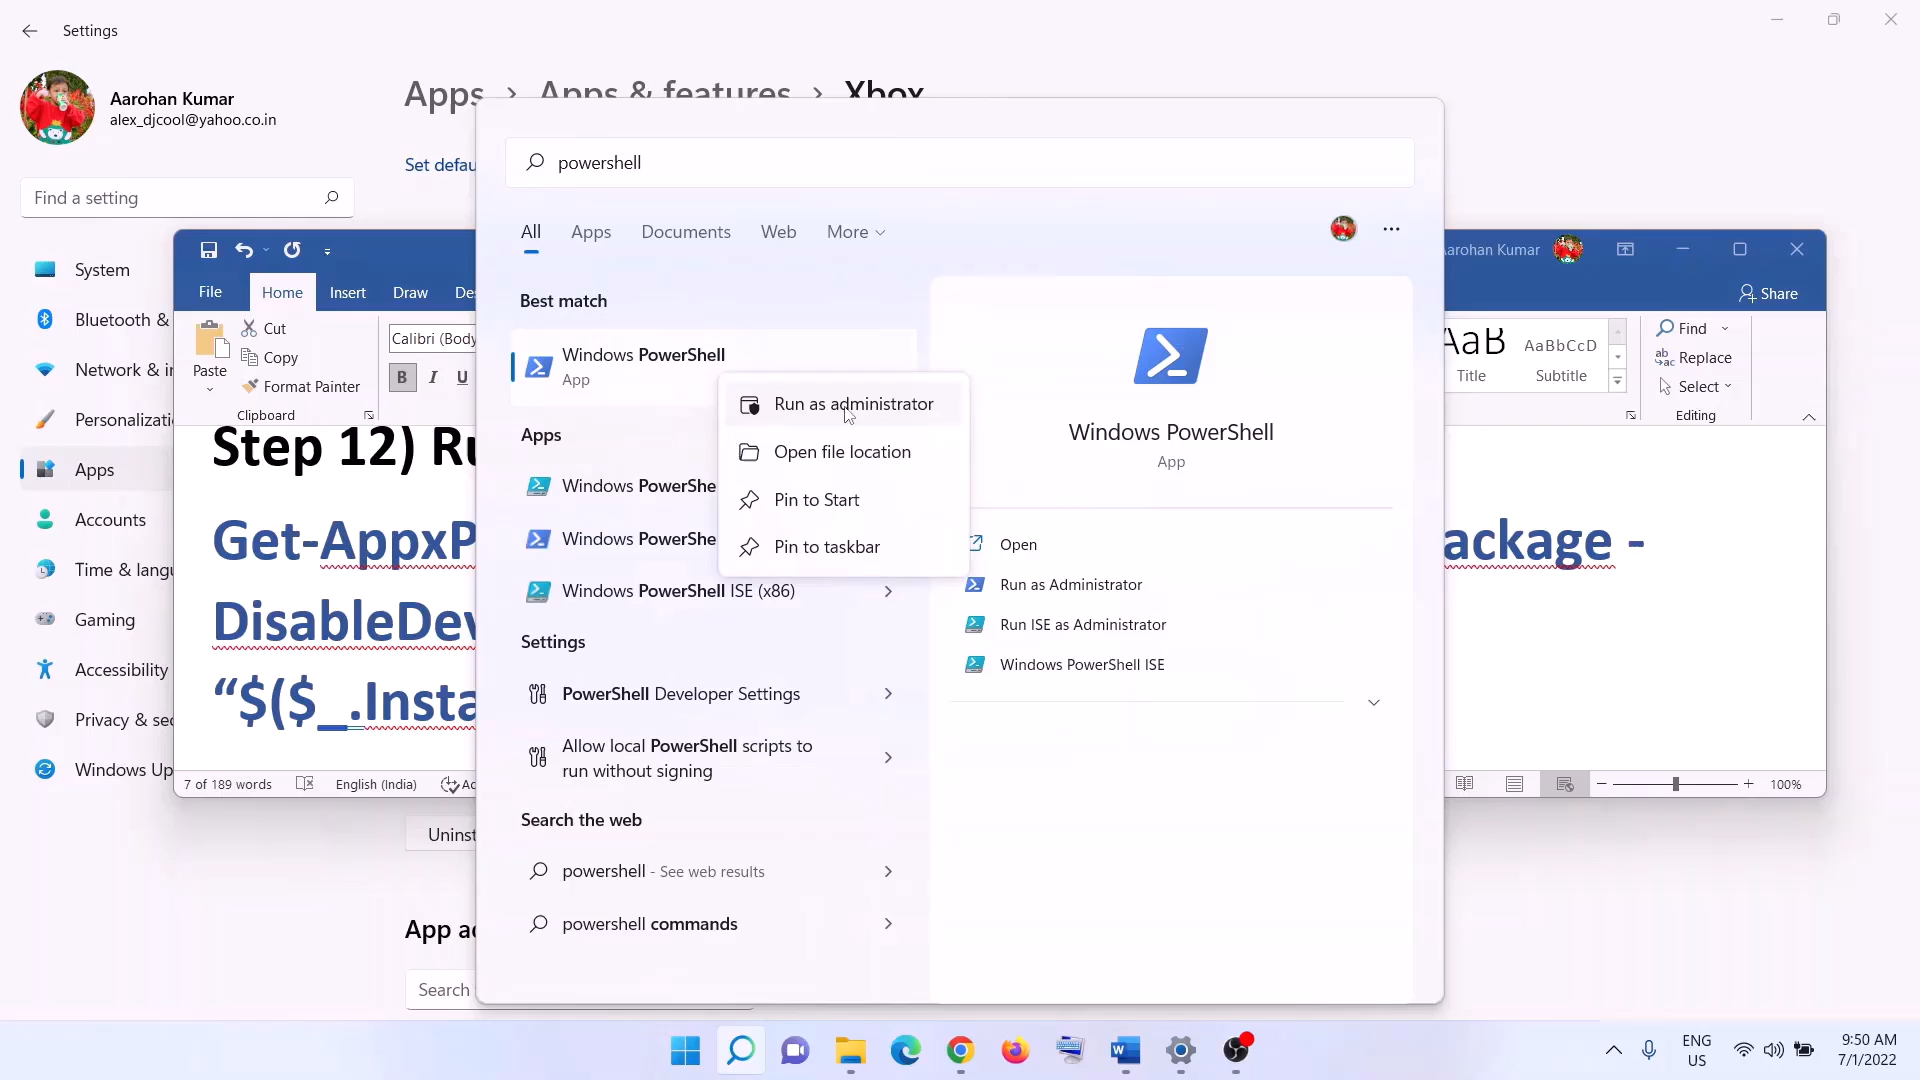 Settings
Aarohan Kumar
alex_djcool@yahoo.co.in
Find a setting
System
Bluetooth &
Network & in
Personalizati
Apps
Accounts
Time & langu
Gaming
Accessibility
Privacy & sec
Windows Up
Apps > Apps & features > Xbox
Set defau
File
Home
Insert
Draw
Des
Paste
Cut
Copy
Format Painter
Clipboard
Calibri (Body
B I U
Step 12) Ru
Get-AppxP
DisableDev
“$($_.Insta
7 of 189 words
English (India)
Ac
Uninst
App ac
Search
powershell
All
Apps
Documents
Web
More
Best match
Windows PowerShell
App
Apps
Windows PowerShe
Windows PowerShe
Windows PowerShell ISE (x86)
Settings
PowerShell Developer Settings
Allow local PowerShell scripts to
run without signing
Search the web
powershell - See web results
powershell commands
Run as administrator
Open file location
Pin to Start
Pin to taskbar
Windows PowerShell
App
Open
Run as Administrator
Run ISE as Administrator
Windows PowerShell ISE
Aarohan Kumar
Share
AaB
Title
AaBbCcD
Subtitle
Find
Replace
Select
Editing
ackage -
100%
ENG
US
9:50 AM
7/1/2022